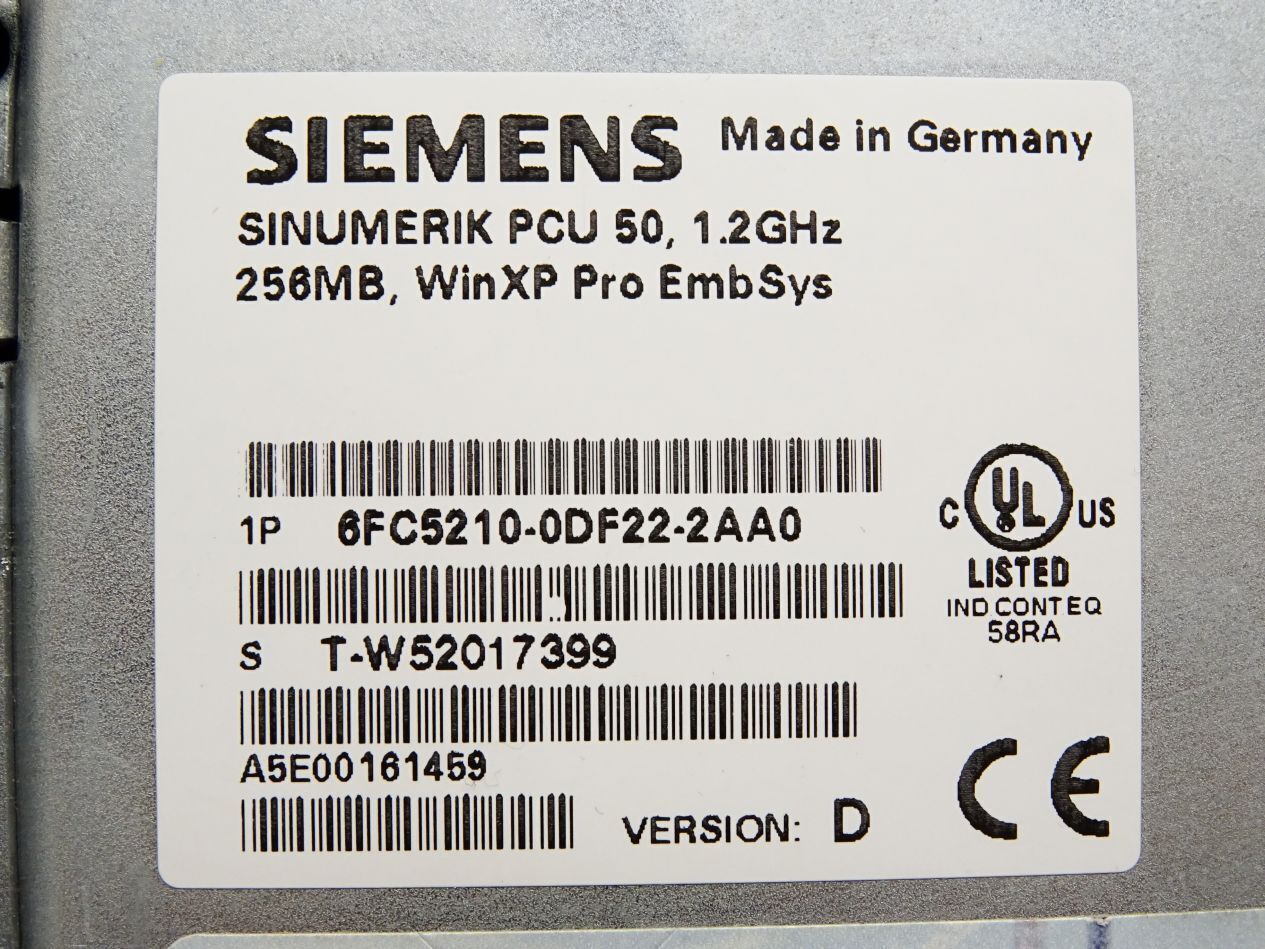 SIEMENS Made in Germany
SINUMERIK PCU 50, 1.2GHz
256MB, WinXP Pro EmbSys
1P 6FC5210-0DF22-2AA0
C UL US
LISTED
IND CONT EQ
58RA
S T-W52017399
A5E00161459
VERSION: D
CE